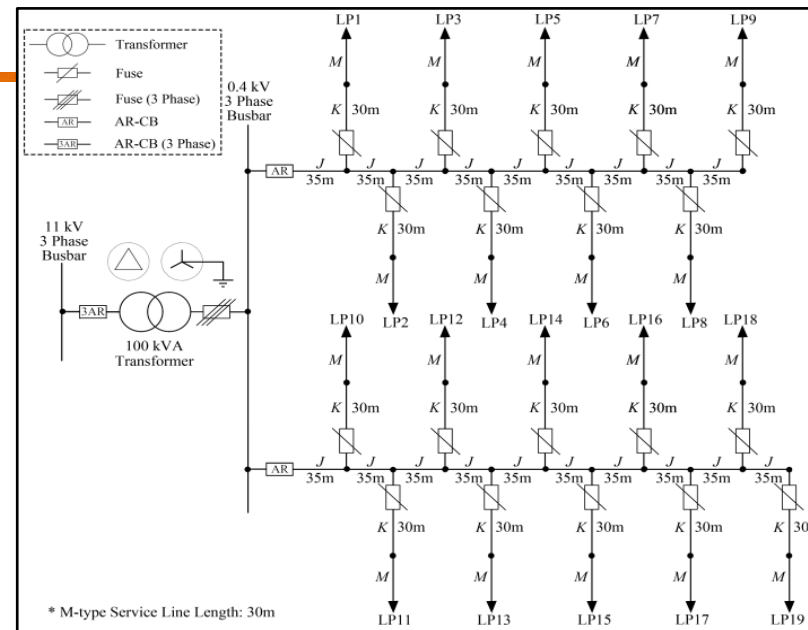 LP1 LP3 LP5 LP7 LP9
Transformer
Fuse
Fuse (3 Phase)
AR AR-CB
3AR AR-CB (3 Phase)
0.4 kV
3 Phase
Busbar
M M M M M
K 30m K 30m K 30m K 30m K 30m
AR
J J J J J J J J J
35m 35m 35m 35m 35m 35m 35m 35m 35m
K 30m K 30m K 30m K 30m
M M M M
LP2 LP4 LP6 LP8
11 kV
3 Phase
Busbar
3AR
100 kVA
Transformer
LP10 LP12 LP14 LP16 LP18
M M M M M
K 30m K 30m K 30m K 30m K 30m
AR
J J J J J J J J J J
35m 35m 35m 35m 35m 35m 35m 35m 35m 35m
K 30m K 30m K 30m K 30m K 30
M M M M M
LP11 LP13 LP15 LP17 LP19
* M-type Service Line Length: 30m